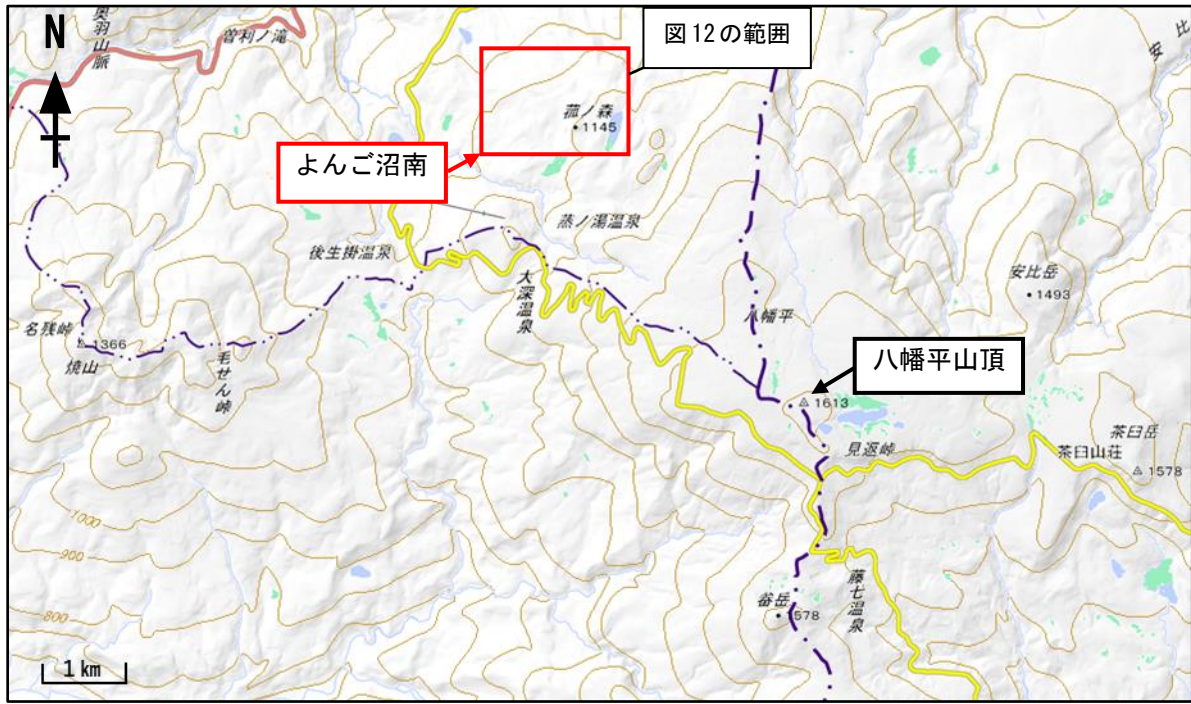 N
奥羽山脈
曽利ノ滝
図12の範囲
安比
菰ノ森
1145
よんご沼南
蒸ノ湯温泉
後生掛温泉
大深温泉
安比岳
1493
八幡平
名残峠
1366
焼山
毛せん峠
八幡平山頂
1613
茶臼岳
見返峠
茶臼山荘
1578
1000
900
藤七温泉
800
畚岳
1578
1km